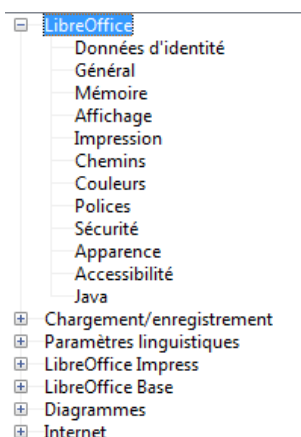 LibreOffice
Données d'identité
Général
Mémoire
Affichage
Impression
Chemins
Couleurs
Polices
Sécurité
Apparence
Accessibilité
Java
Chargement/enregistrement
Paramètres linguistiques
LibreOffice Impress
LibreOffice Base
Diagrammes
Internet